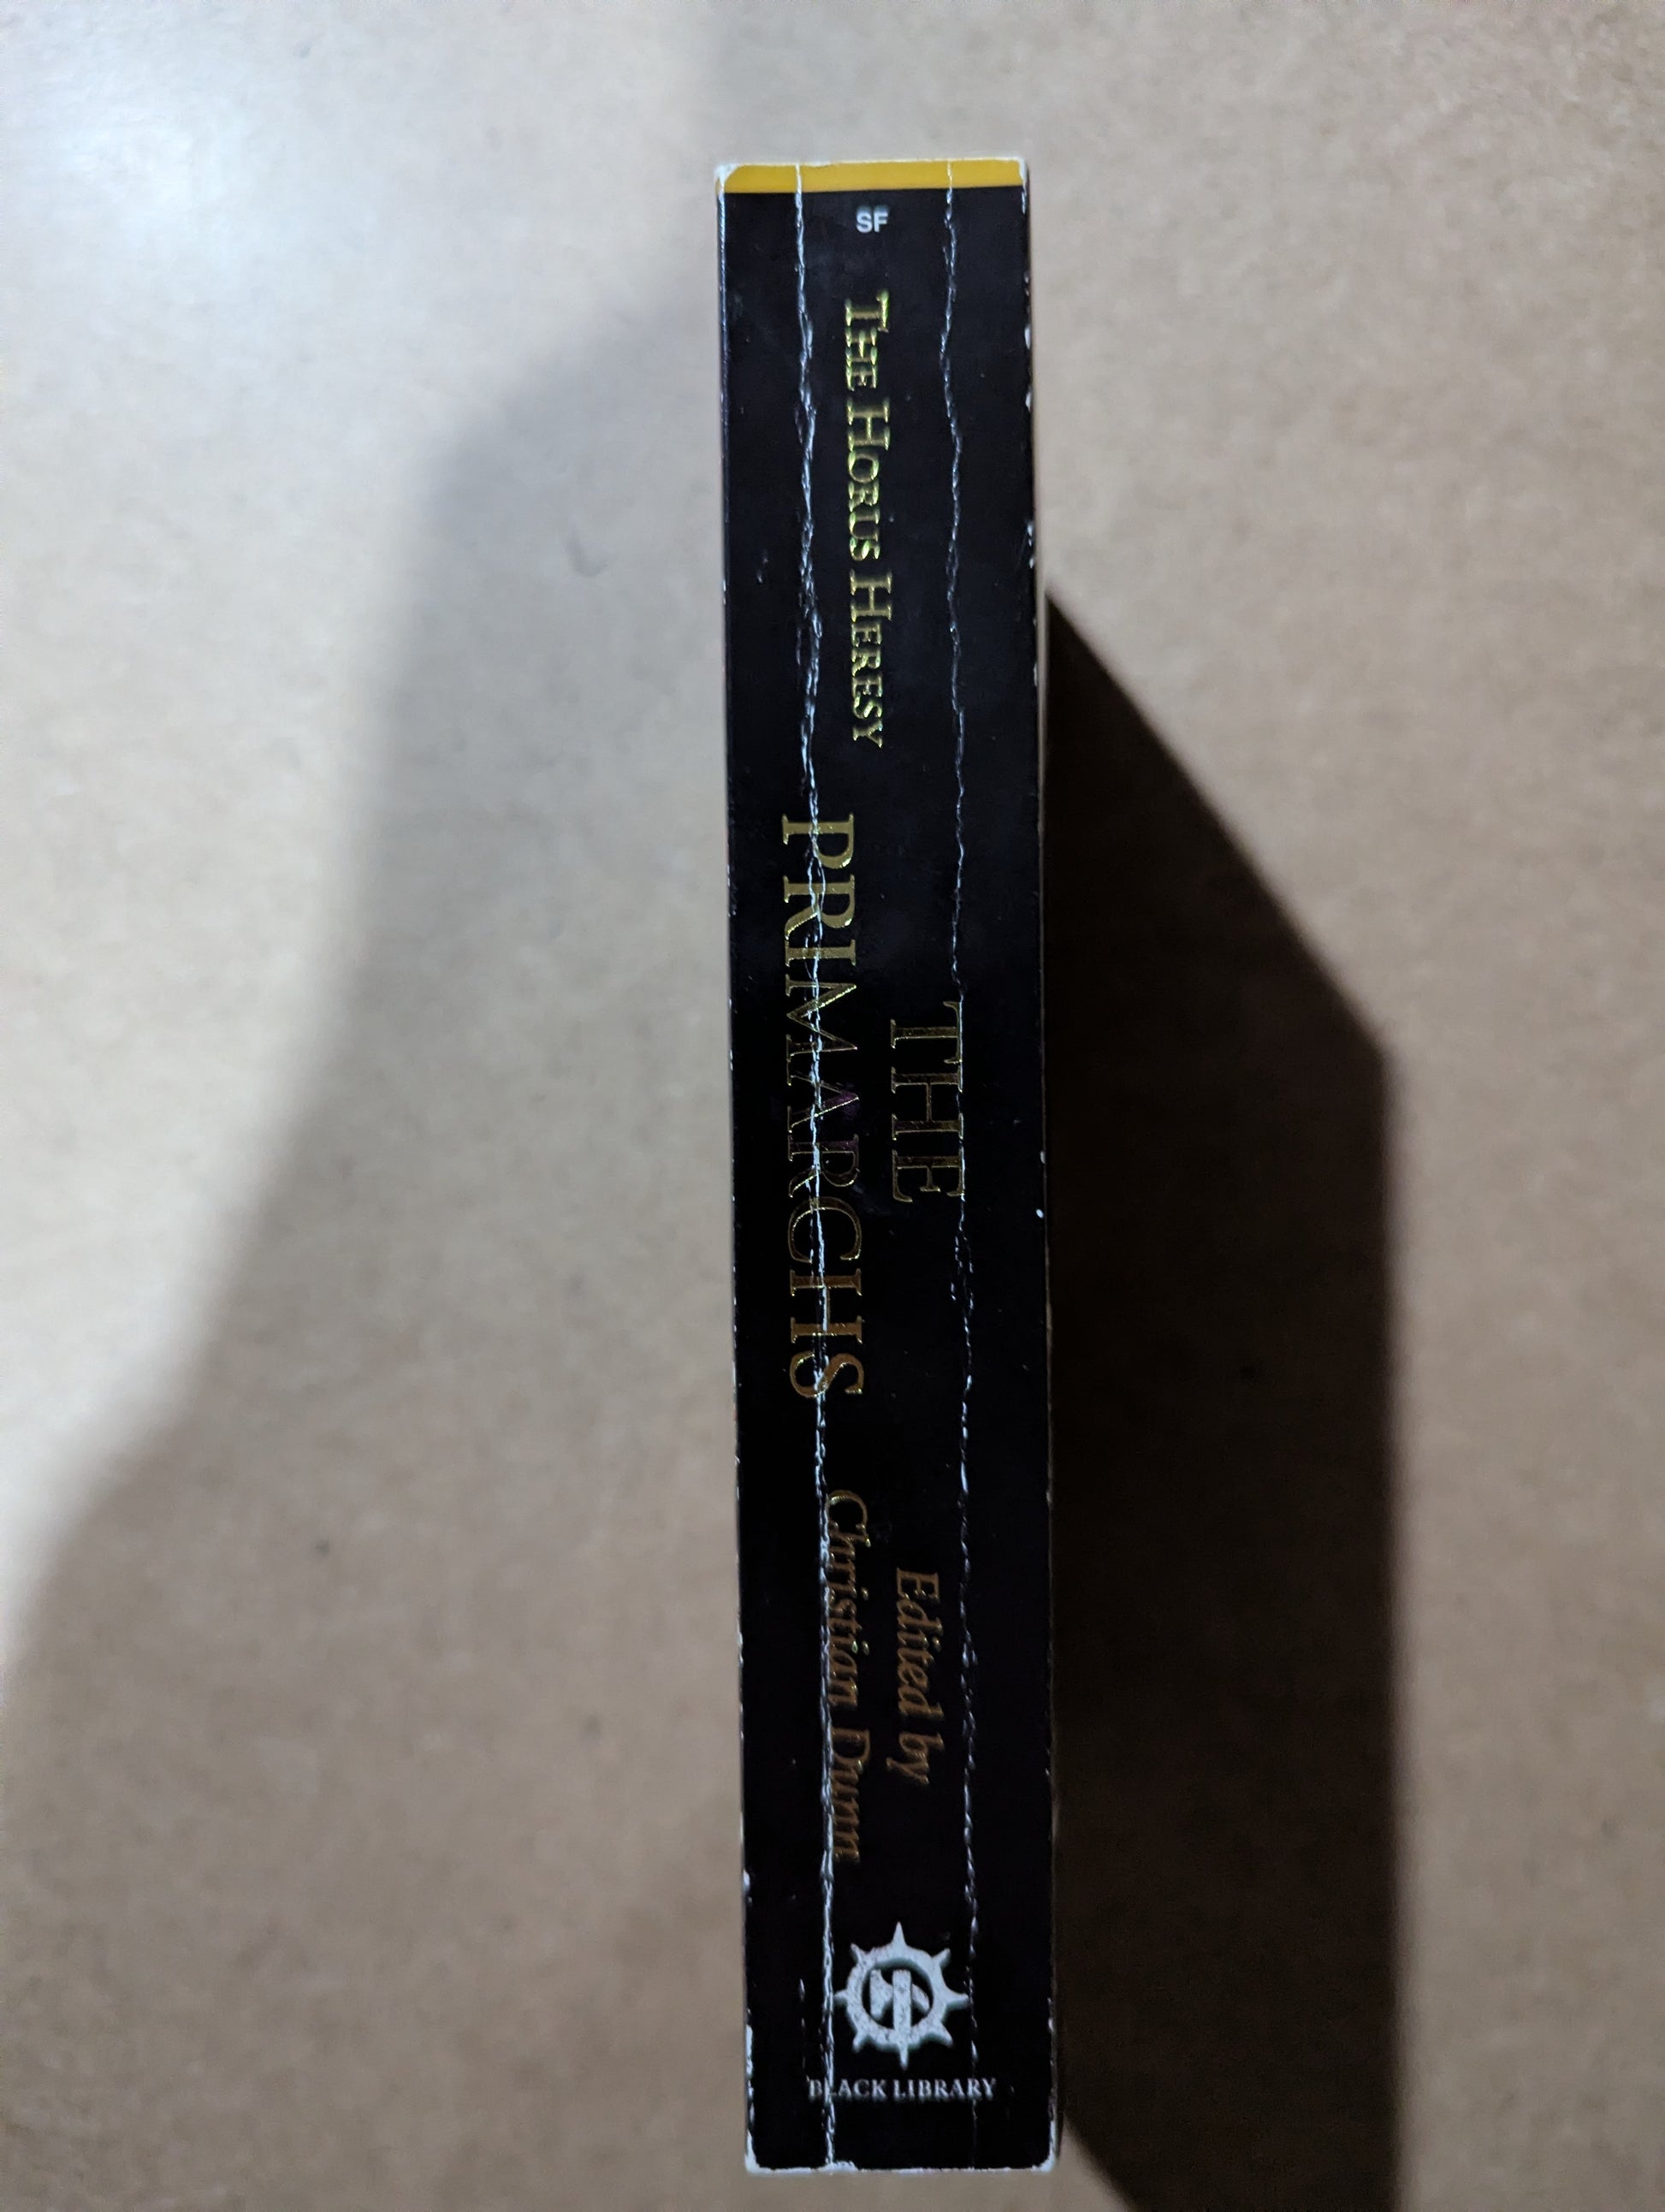 SF
THE HORUS HERESY
THE
PRIMARCHS
Edited by
Christian Dunn
BLACK LIBRARY